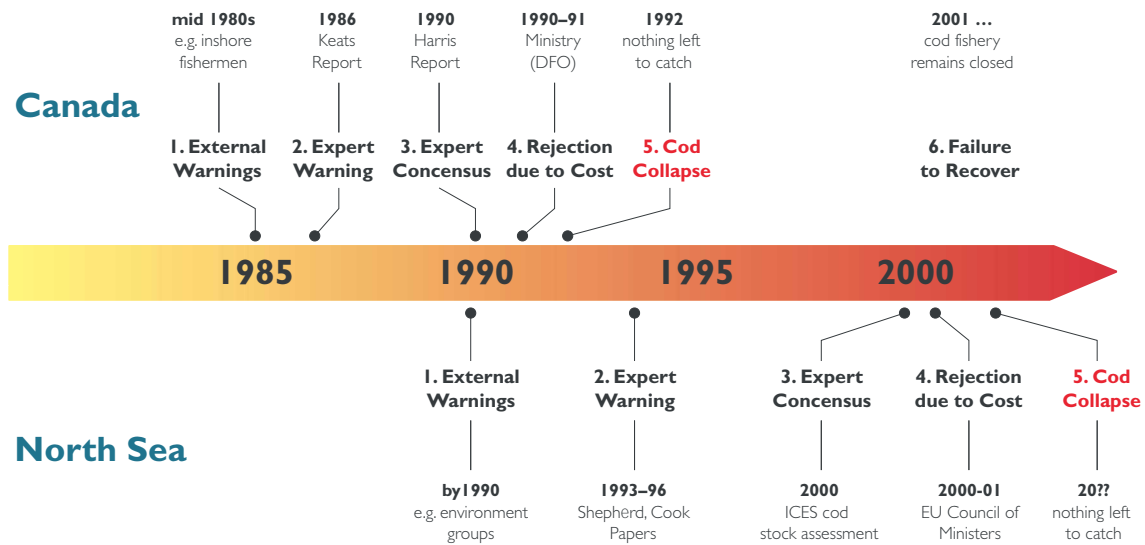 mid 1980s
e.g. inshore
fishermen
1986
Keats
Report
1990
Harris
Report
1990–91
Ministry
(DFO)
1992
nothing left
to catch
2001 ...
cod fishery
remains closed
Canada
1. External
Warnings
2. Expert
Warning
3. Expert
Concensus
4. Rejection
due to Cost
5. Cod
Collapse
6. Failure
to Recover
1985
1990
1995
2000
1. External
Warnings
2. Expert
Warning
3. Expert
Concensus
4. Rejection
due to Cost
5. Cod
Collapse
North Sea
by1990
e.g. environment
groups
1993–96
Shepherd, Cook
Papers
2000
ICES cod
stock assessment
2000-01
EU Council of
Ministers
20??
nothing left
to catch